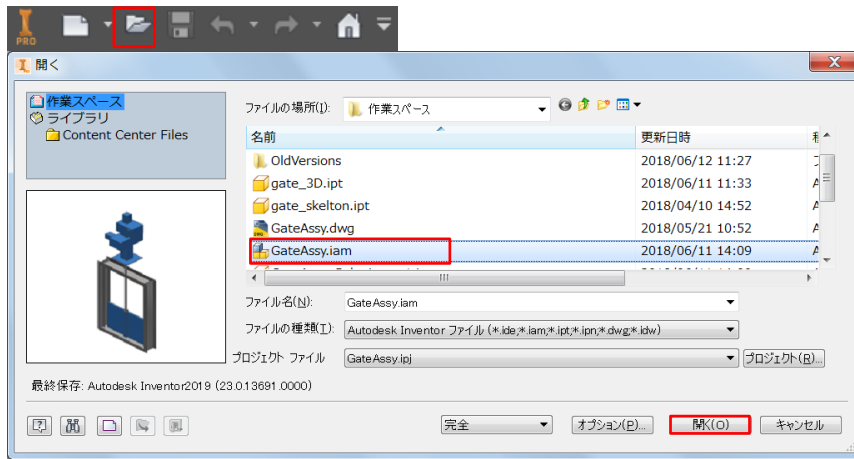 PRO
開く
作業スペース
ライブラリ
Content Center Files
ファイルの場所(I): 作業スペース
名前 更新日時
OldVersions 2018/06/12 11:27
gate_3D.ipt 2018/06/11 11:33
gate_skelton.ipt 2018/04/10 14:52
GateAssy.dwg 2018/05/21 10:52
GateAssy.iam 2018/06/11 14:09
ファイル名(N): GateAssy.iam
ファイルの種類(T): Autodesk Inventor ファイル (*.ide;*.iam;*.ipt;*.ipn;*.dwg;*.idw)
プロジェクト ファイル GateAssy.ipj プロジェクト(R)...
最終保存: Autodesk Inventor2019 (23.0.13691.0000)
完全 オプション(P)... 開く(O) キャンセル